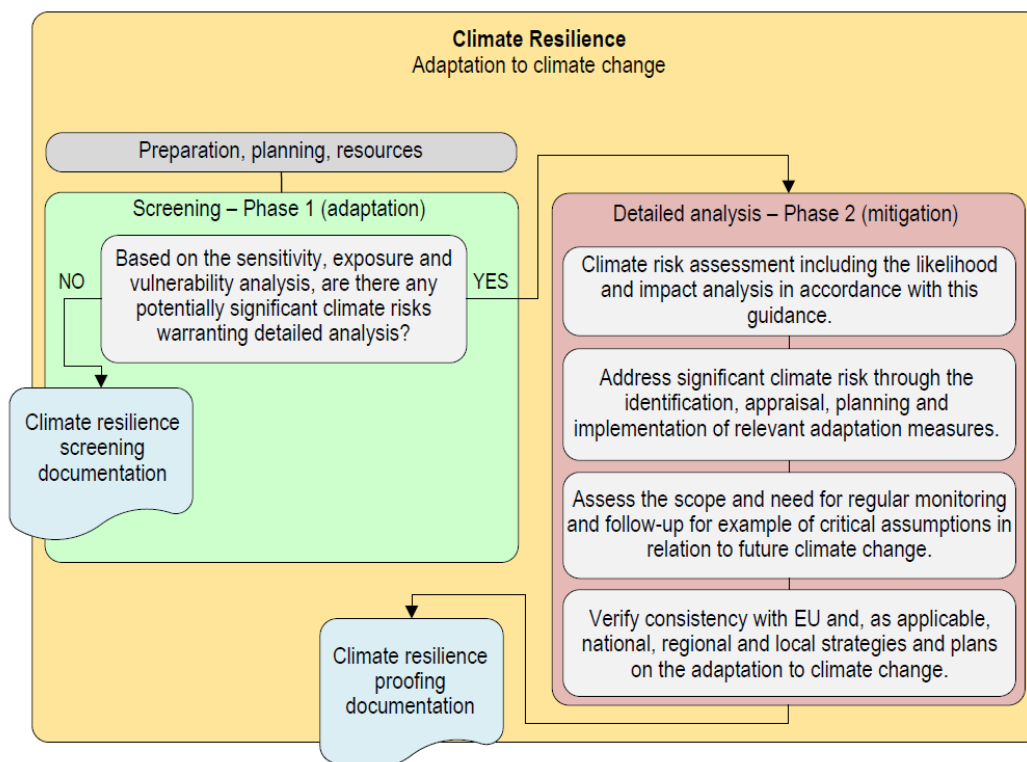 Climate Resilience
Adaptation to climate change
Preparation, planning, resources
Screening – Phase 1 (adaptation)
Based on the sensitivity, exposure and
vulnerability analysis, are there any
potentially significant climate risks
warranting detailed analysis?
NO
YES
Climate resilience
screening
documentation
Detailed analysis – Phase 2 (mitigation)
Climate risk assessment including the likelihood
and impact analysis in accordance with this
guidance.
Address significant climate risk through the
identification, appraisal, planning and
implementation of relevant adaptation measures.
Assess the scope and need for regular monitoring
and follow-up for example of critical assumptions in
relation to future climate change.
Verify consistency with EU and, as applicable,
national, regional and local strategies and plans
on the adaptation to climate change.
Climate resilience
proofing
documentation